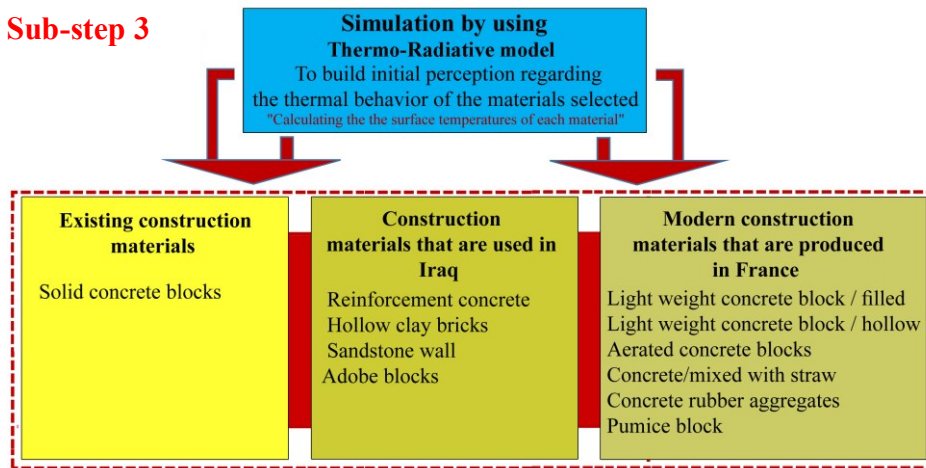 Sub-step 3
Simulation by using
Thermo-Radiative model
To build initial perception regarding
the thermal behavior of the materials selected
"Calculating the the surface temperatures of each material"
Existing construction
materials
Solid concrete blocks
Construction
materials that are used in
Iraq
Reinforcement concrete
Hollow clay bricks
Sandstone wall
Adobe blocks
Modern construction
materials that are produced
in France
Light weight concrete block / filled
Light weight concrete block / hollow
Aerated concrete blocks
Concrete/mixed with straw
Concrete rubber aggregates
Pumice block